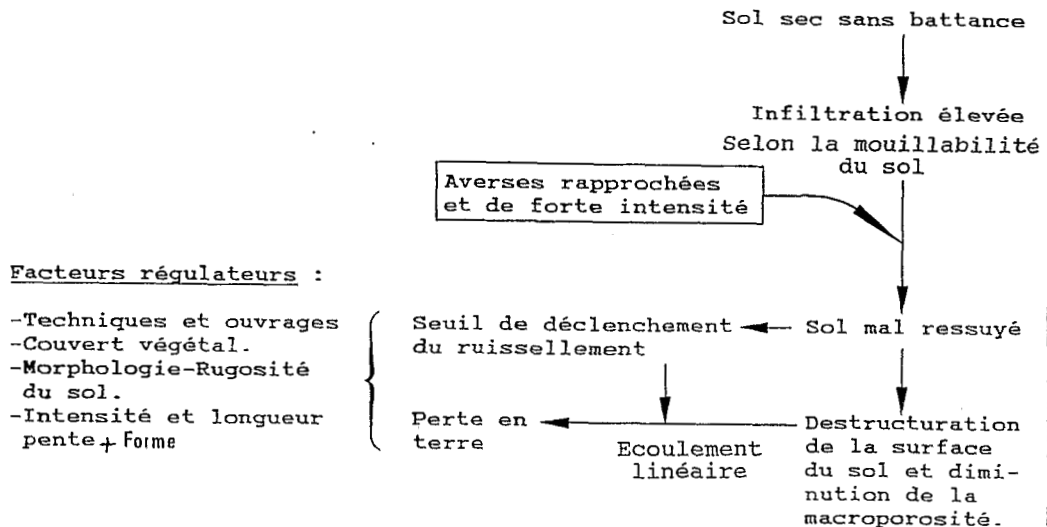 Sol sec sans battance
Infiltration élevée
Selon la mouillabilité
du sol
Averses rapprochées
et de forte intensité
Facteurs régulateurs :
-Techniques et ouvrages
-Couvert végétal.
-Morphologie-Rugosité
du sol.
-Intensité et longueur
pente + Forme
Seuil de déclenchement
du ruissellement
Sol mal ressuyé
Perte en
terre
Ecoulement
linéaire
Destructuration
de la surface
du sol et dimi-
nution de la
macroporosité.